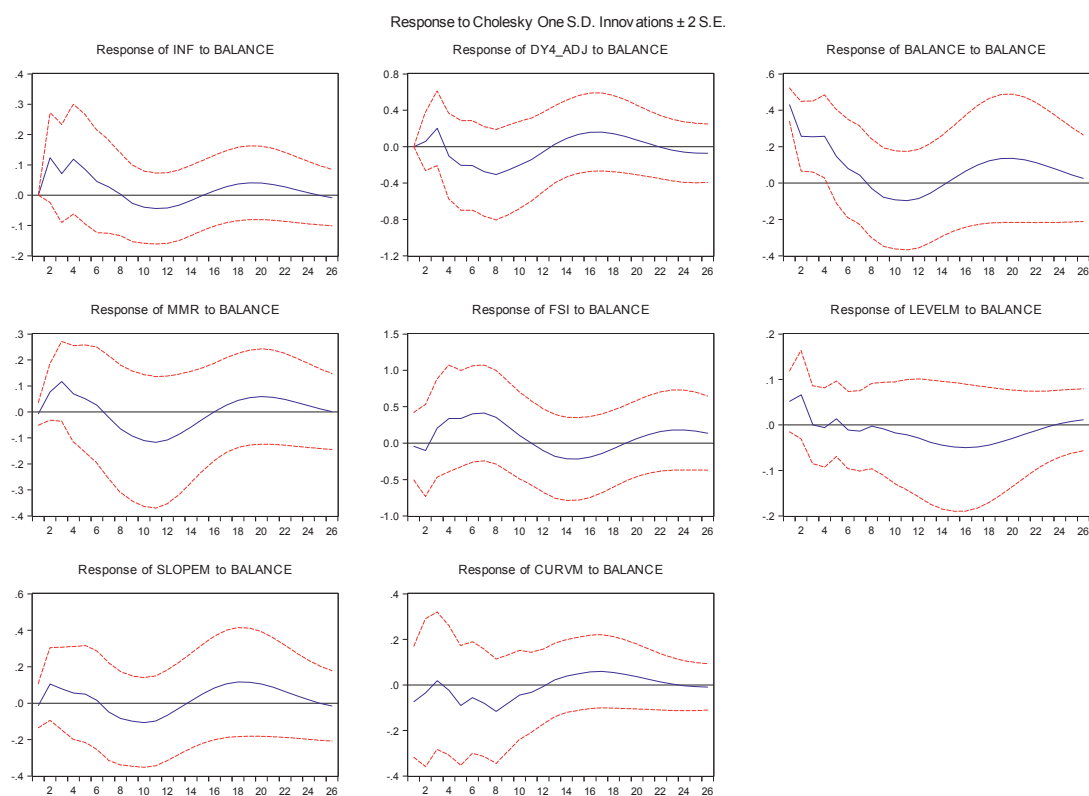 Response to Cholesky One S.D. Innovations ± 2 S.E.
Response of INF to BALANCE
.4
.3
.2
.1
.0
-.1
-.2
2 4 6 8 10 12 14 16 18 20 22 24 26
Response of DY4_ADJ to BALANCE
0.8
0.4
0.0
-0.4
-0.8
-1.2
2 4 6 8 10 12 14 16 18 20 22 24 26
Response of BALANCE to BALANCE
.6
.4
.2
.0
-.2
-.4
2 4 6 8 10 12 14 16 18 20 22 24 26
Response of MMR to BALANCE
.3
.2
.1
.0
-.1
-.2
-.3
-.4
2 4 6 8 10 12 14 16 18 20 22 24 26
Response of FSI to BALANCE
1.5
1.0
0.5
0.0
-0.5
-1.0
2 4 6 8 10 12 14 16 18 20 22 24 26
Response of LEVELM to BALANCE
.2
.1
.0
-.1
-.2
2 4 6 8 10 12 14 16 18 20 22 24 26
Response of SLOPEM to BALANCE
.6
.4
.2
.0
-.2
-.4
2 4 6 8 10 12 14 16 18 20 22 24 26
Response of CURVM to BALANCE
.4
.2
.0
-.2
-.4
2 4 6 8 10 12 14 16 18 20 22 24 26